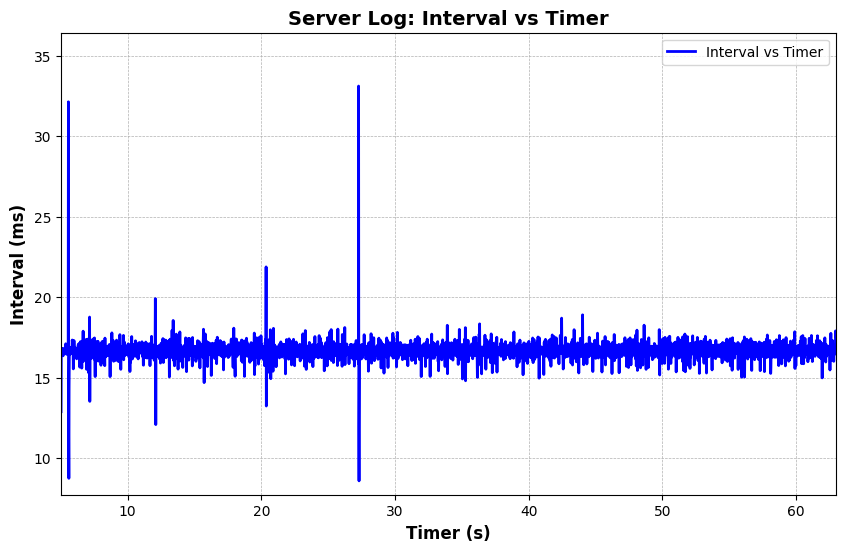 Server Log: Interval vs Timer
Interval vs Timer
35
30
25
20
15
10
Interval (ms)
10 20 30 40 50 60
Timer (s)